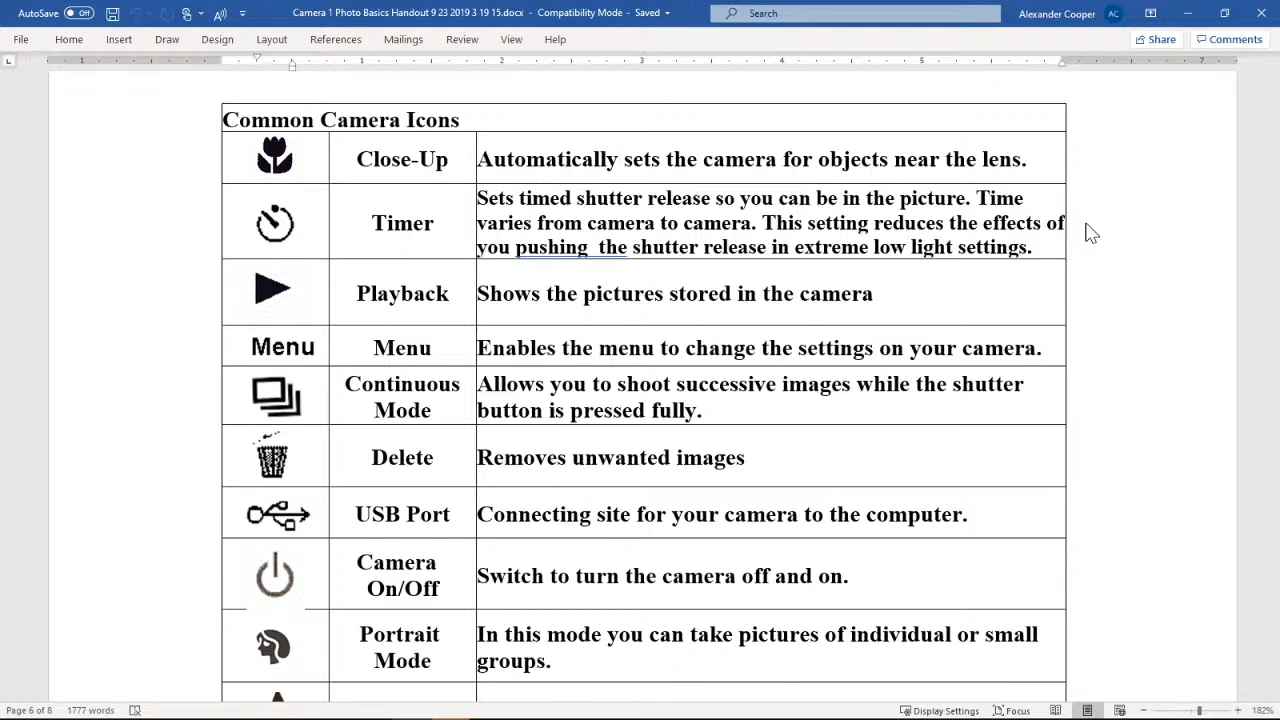 AutoSave Off Camera 1 Photo Basics Handout 9 23 2019 3 19 15.docx - Compatibility Mode - Saved Search Alexander Cooper AC
File Home Insert Draw Design Layout References Mailings Review View Help Share Comments
1 1 2 3 4 5 6 7
Common Camera Icons
Close-Up Automatically sets the camera for objects near the lens.
Timer Sets timed shutter release so you can be in the picture. Time
varies from camera to camera. This setting reduces the effects of
you pushing the shutter release in extreme low light settings.
Playback Shows the pictures stored in the camera
Menu Menu Enables the menu to change the settings on your camera.
Continuous Mode Allows you to shoot successive images while the shutter
button is pressed fully.
Delete Removes unwanted images
USB Port Connecting site for your camera to the computer.
Camera On/Off Switch to turn the camera off and on.
Portrait Mode In this mode you can take pictures of individual or small
groups.
Page 6 of 8 1777 words Display Settings Focus 182%